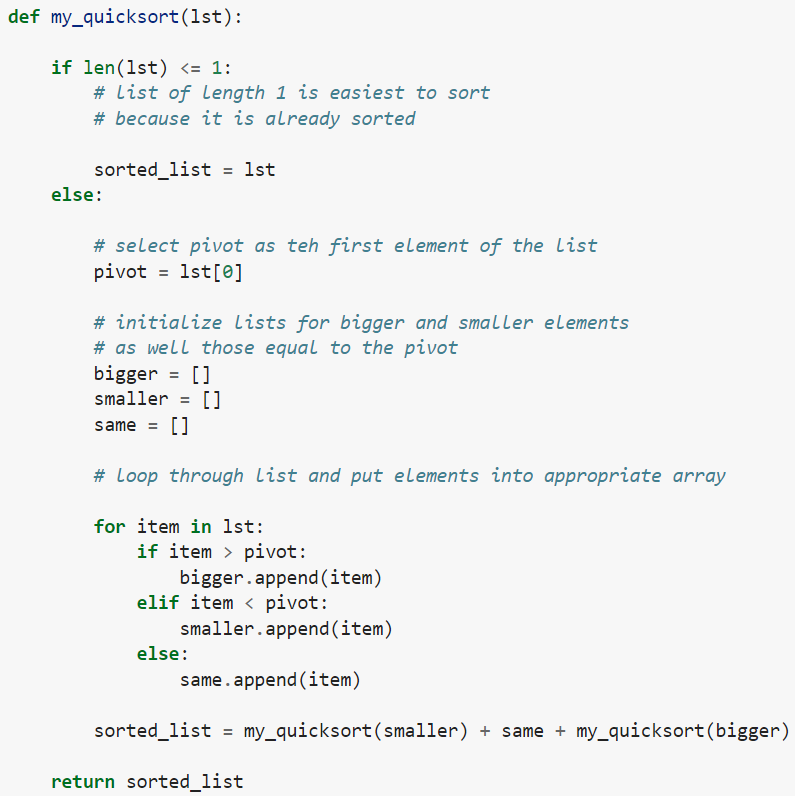 def my_quicksort(lst):
    if len(lst) <= 1:
        # list of length 1 is easiest to sort
        # because it is already sorted
        sorted_list = lst
    else:
        # select pivot as teh first element of the list
        pivot = lst[0]
        # initialize lists for bigger and smaller elements
        # as well those equal to the pivot
        bigger = []
        smaller = []
        same = []
        # loop through list and put elements into appropriate array
        for item in lst:
            if item > pivot:
                bigger.append(item)
            elif item < pivot:
                smaller.append(item)
            else:
                same.append(item)
        sorted_list = my_quicksort(smaller) + same + my_quicksort(bigger)
    return sorted_list